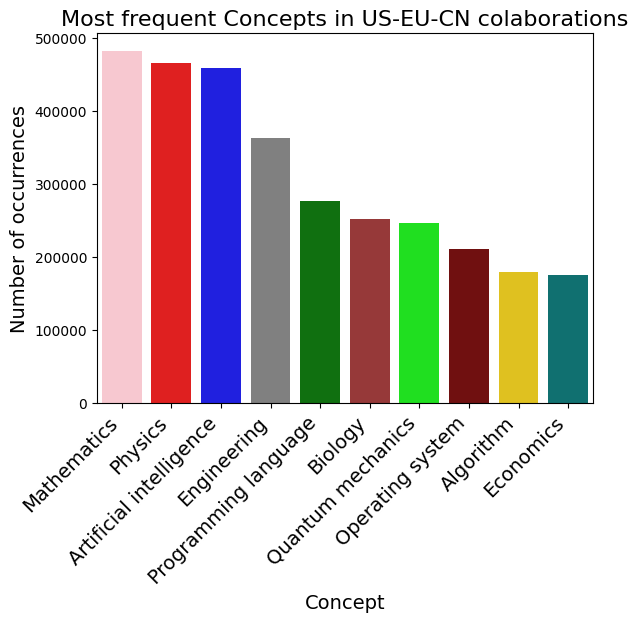 Most frequent Concepts in US-EU-CN colaborations
Number of occurrences
500000
400000
300000
200000
100000
0
Mathematics
Physics
Artificial intelligence
Engineering
Programming language
Biology
Quantum mechanics
Operating system
Algorithm
Economics
Concept